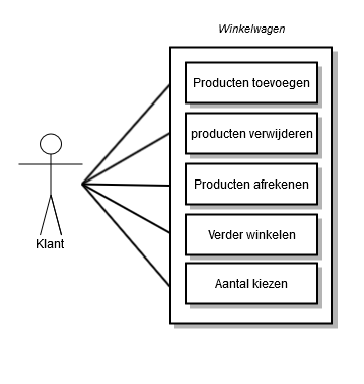 Winkelwagen
Producten toevoegen
producten verwijderen
Producten afrekenen
Verder winkelen
Aantal kiezen
Klant